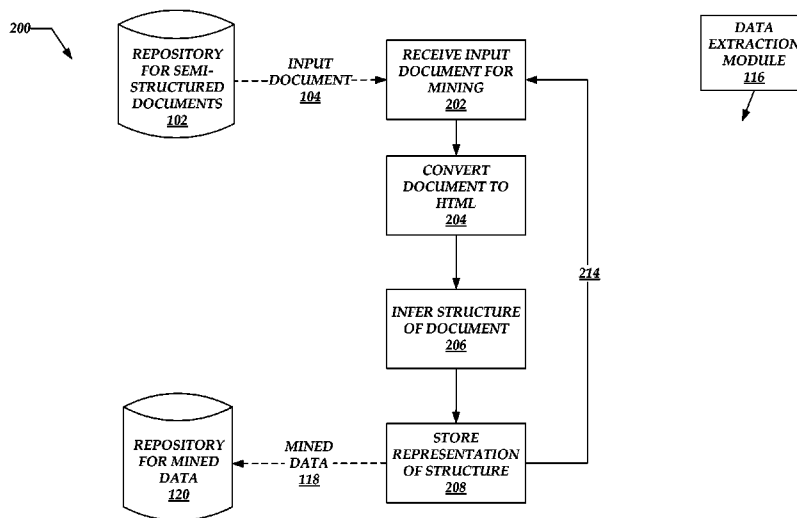 200
REPOSITORY
FOR SEMI-
STRUCTURED
DOCUMENTS
102
INPUT
DOCUMENT
104
RECEIVE INPUT
DOCUMENT FOR
MINING
202
DATA
EXTRACTION
MODULE
116
CONVERT
DOCUMENT TO
HTML
204
214
INFER STRUCTURE
OF DOCUMENT
206
REPOSITORY
FOR MINED
DATA
120
MINED
DATA
118
STORE
REPRESENTATION
OF STRUCTURE
208